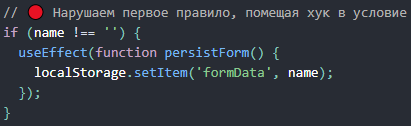 // 🔴 Нарушаем первое правило, помещая хук в условие
if (name !== '') {
  useEffect(function persistForm() {
    localStorage.setItem('formData', name);
  });
}